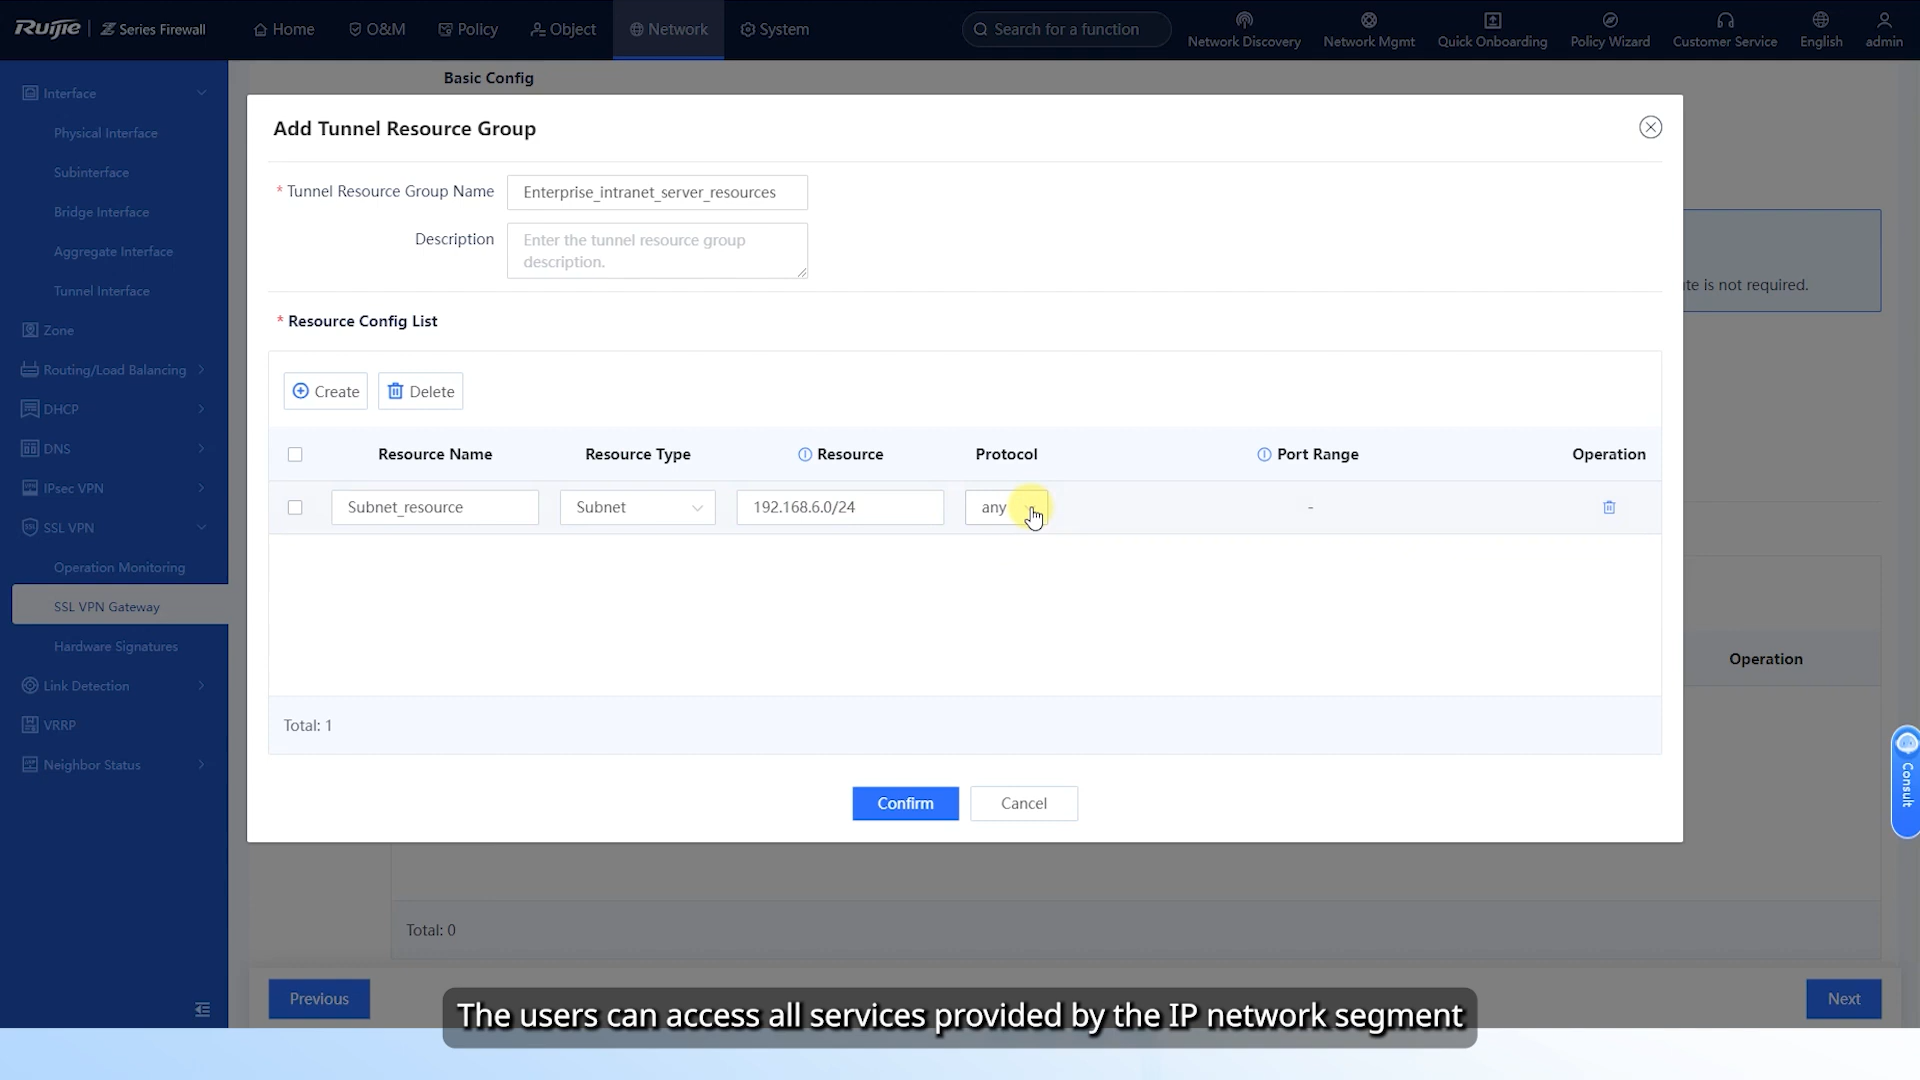 Ruijie | Z Series Firewall
Home
O&M
Policy
Object
Network
System
Search for a function
Network Discovery
Network Mgmt
Quick Onboarding
Policy Wizard
Customer Service
English
admin
Interface
Physical Interface
Subinterface
Bridge Interface
Aggregate Interface
Tunnel Interface
Zone
Routing/Load Balancing
DHCP
DNS
IPsec VPN
SSL VPN
Operation Monitoring
SSL VPN Gateway
Hardware Signatures
Link Detection
VRRP
Neighbor Status
Basic Config
Add Tunnel Resource Group
* Tunnel Resource Group Name
Enterprise_intranet_server_resources
Description
Enter the tunnel resource group
description.
is not required.
* Resource Config List
Create
Delete
Resource Name
Resource Type
Resource
Protocol
Port Range
Operation
Subnet_resource
Subnet
192.168.6.0/24
any
-
Total: 1
Confirm
Cancel
Operation
Total: 0
Consult
Previous
Next
The users can access all services provided by the IP network segment